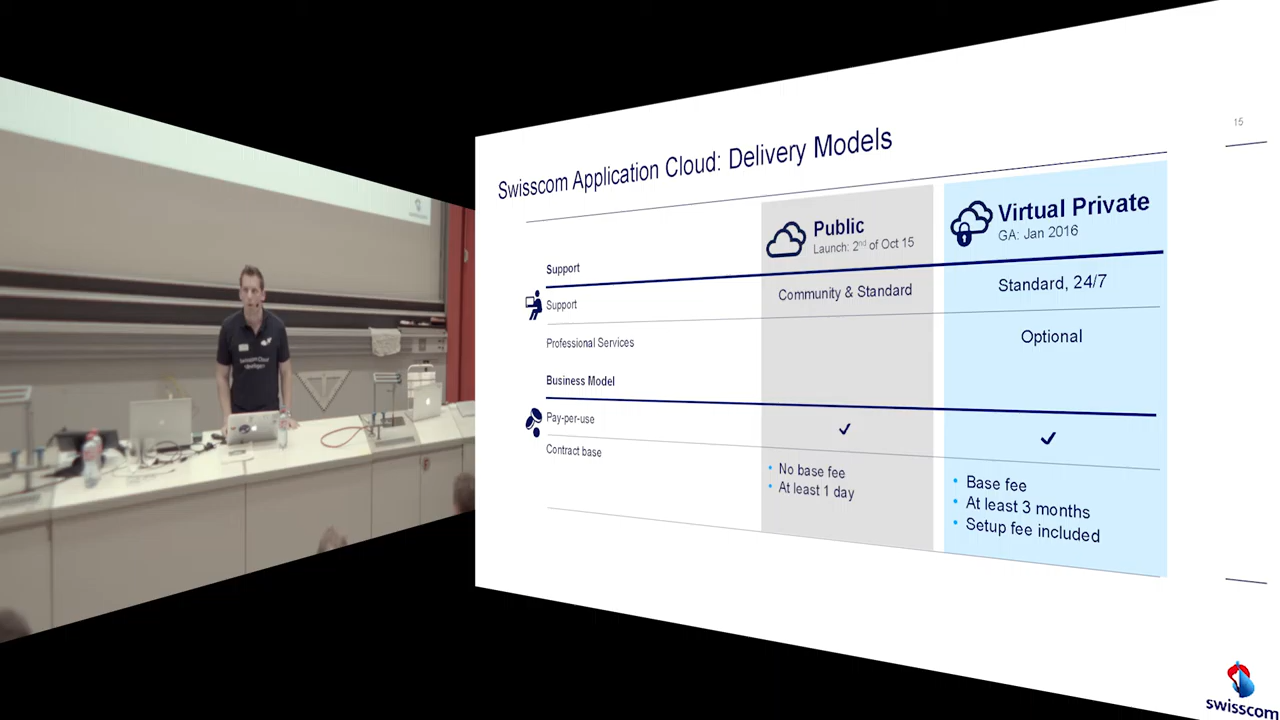 15
Swisscom Application Cloud: Delivery Models
Public
Launch: 2nd of Oct 15
Virtual Private
GA: Jan 2016
Support
Support
Community & Standard
Standard, 24/7
Professional Services
Optional
Business Model
Pay-per-use
Contract base
• No base fee
• At least 1 day
• Base fee
• At least 3 months
• Setup fee included
swisscom
Swisscom Cloud